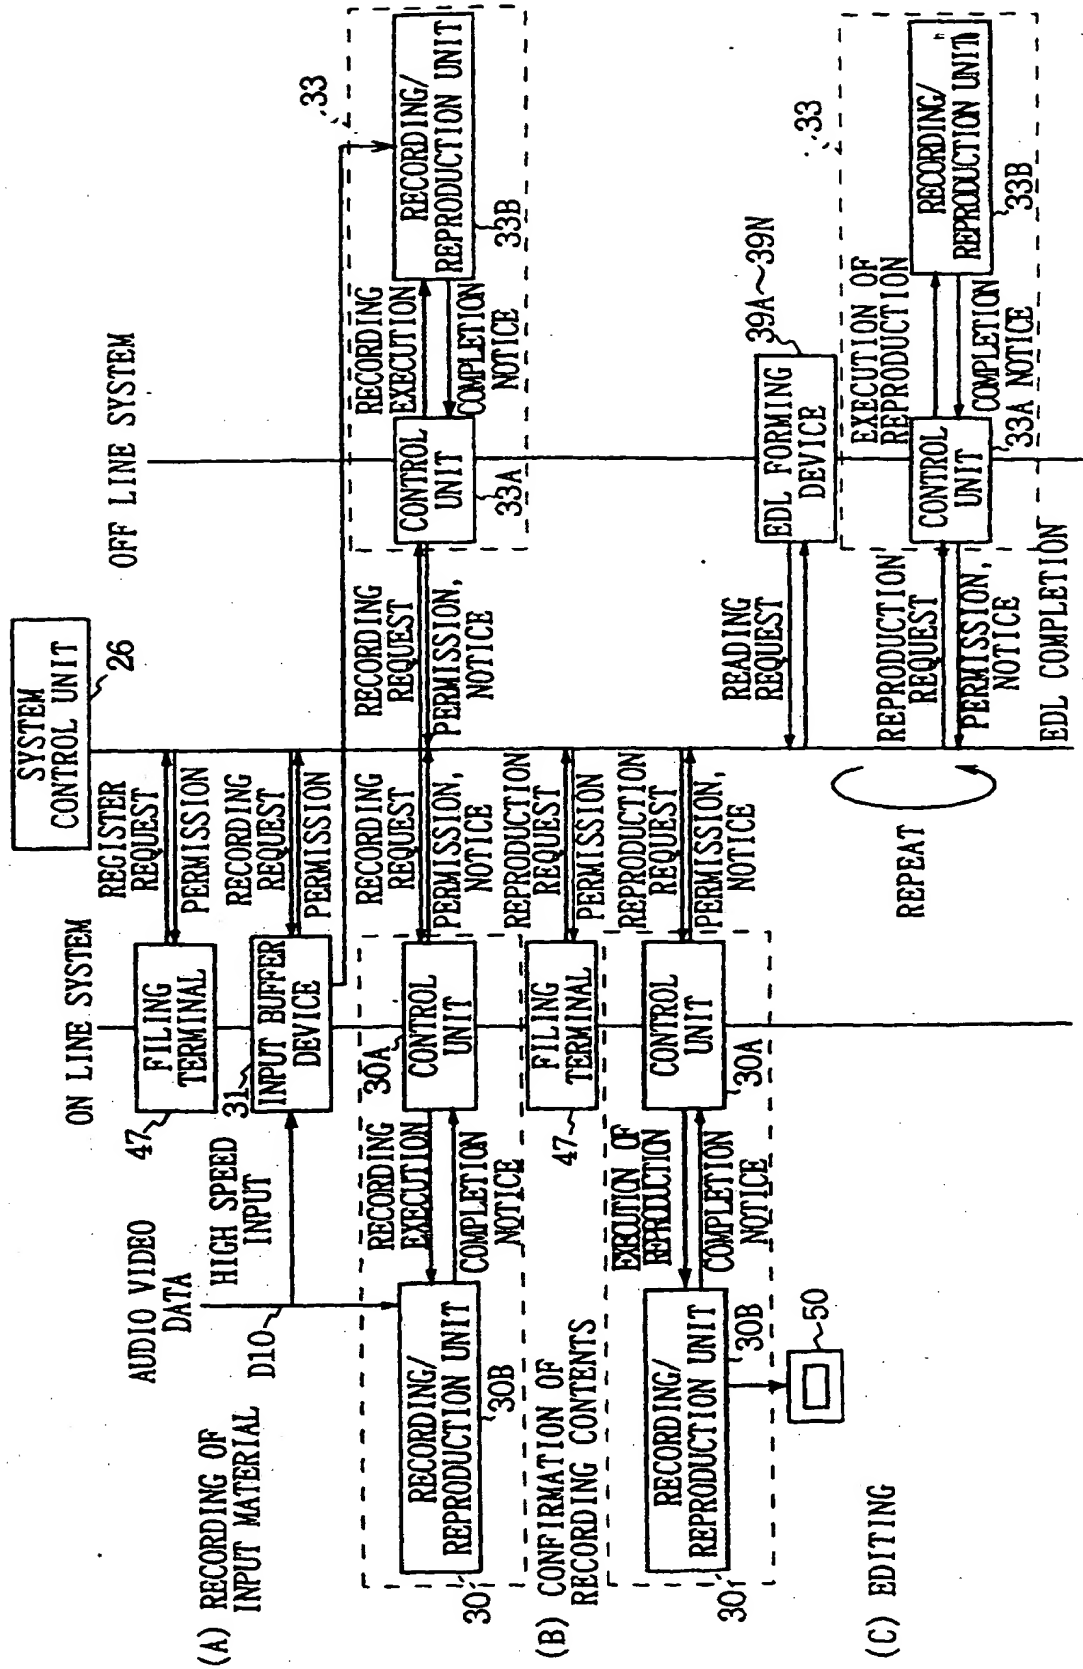 SYSTEM
CONTROL UNIT
26
ON LINE SYSTEM
OFF LINE SYSTEM
AUDIO VIDEO
DATA
D10
HIGH SPEED
INPUT
(A) RECORDING OF
INPUT MATERIAL
47
FILING
TERMINAL
REGISTER
REQUEST
PERMISSION
31
INPUT BUFFER
DEVICE
RECORDING
REQUEST
PERMISSION
RECORDING/
REPRODUCTION UNIT
30B
30
RECORDING
EXECUTION
COMPLETION
NOTICE
30A
CONTROL
UNIT
RECORDING
REQUEST
PERMISSION,
NOTICE
RECORDING
REQUEST
PERMISSION,
NOTICE
CONTROL
UNIT
33A
RECORDING
EXECUTION
COMPLETION
NOTICE
RECORDING/
REPRODUCTION UNIT
33B
33
(B) CONFIRMATION OF
RECORDING CONTENTS
47
FILING
TERMINAL
REPRODUCTION
REQUEST
PERMISSION
RECORDING/
REPRODUCTION UNIT
30B
30
50
EXECUTION OF
REPRODUCTION
COMPLETION
NOTICE
CONTROL
UNIT
30A
REPRODUCTION
REQUEST
PERMISSION,
NOTICE
(C) EDITING
REPEAT
READING
REQUEST
EDL FORMING
DEVICE
39A~39N
REPRODUCTION
REQUEST
PERMISSION,
NOTICE
CONTROL
UNIT
33A
EXECUTION OF
REPRODUCTION
COMPLETION
NOTICE
RECORDING/
REPRODUCTION UNIT
33B
33
EDL COMPLETION